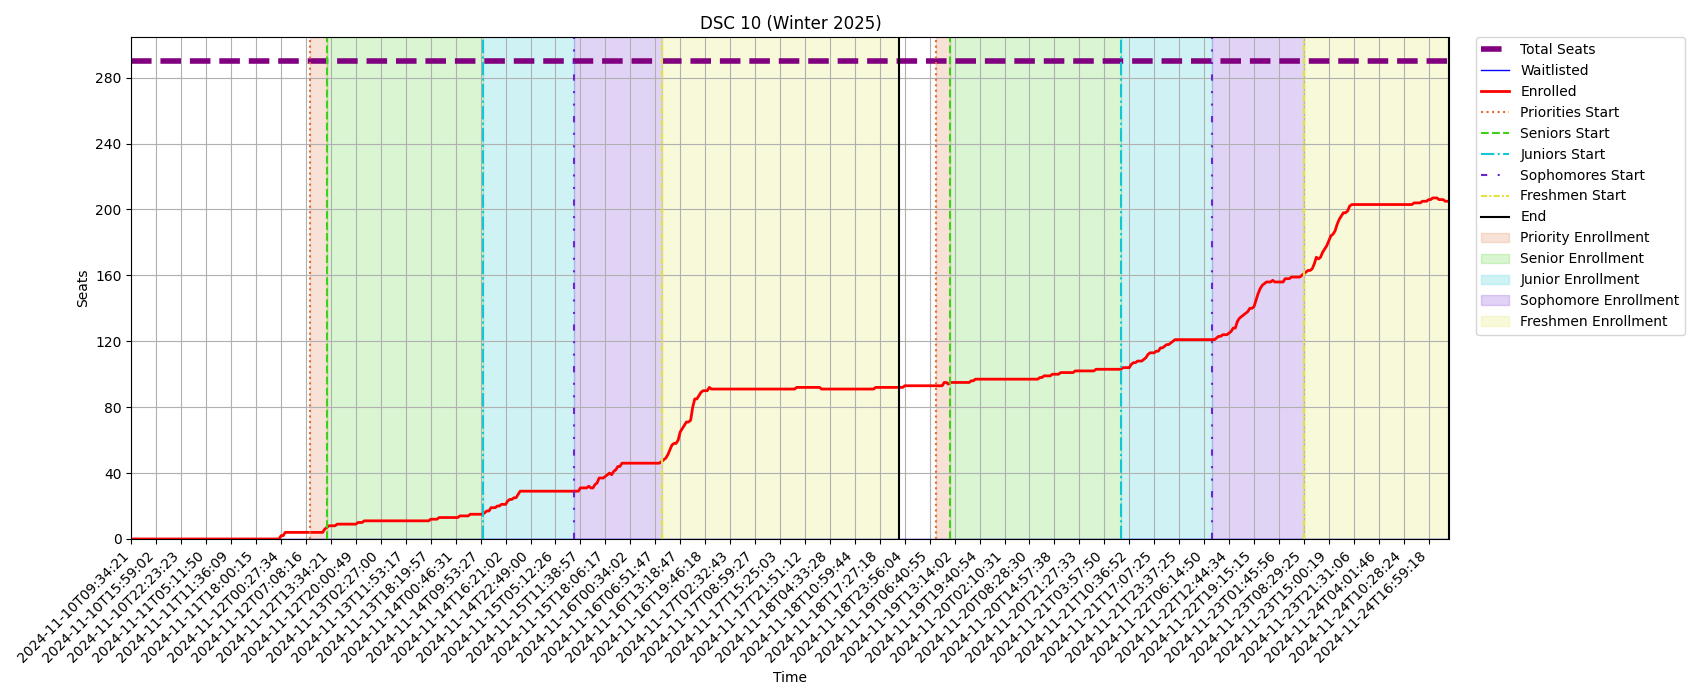 DSC 10 (Winter 2025)
Seats
280
240
200
160
120
80
40
0
2024-11-10T09:34:21
2024-11-10T15:59:02
2024-11-10T22:23:23
2024-11-11T05:11:50
2024-11-11T11:36:09
2024-11-11T18:00:15
2024-11-12T00:27:34
2024-11-12T07:08:16
2024-11-12T13:34:21
2024-11-12T20:00:49
2024-11-13T02:27:00
2024-11-13T11:53:17
2024-11-13T18:19:57
2024-11-14T00:46:31
2024-11-14T09:53:27
2024-11-14T16:21:02
2024-11-14T22:49:00
2024-11-15T05:12:26
2024-11-15T11:38:57
2024-11-15T18:06:17
2024-11-16T00:34:02
2024-11-16T06:51:47
2024-11-16T13:18:47
2024-11-16T19:46:18
2024-11-17T02:32:43
2024-11-17T08:59:27
2024-11-17T15:25:03
2024-11-17T21:51:12
2024-11-18T04:33:28
2024-11-18T10:59:44
2024-11-18T17:27:18
2024-11-18T23:56:04
2024-11-19T06:40:55
2024-11-19T13:14:02
2024-11-19T19:40:54
2024-11-20T02:10:31
2024-11-20T08:28:30
2024-11-20T14:57:38
2024-11-20T21:27:33
2024-11-21T03:57:50
2024-11-21T10:36:52
2024-11-21T17:07:25
2024-11-21T23:37:25
2024-11-22T06:14:50
2024-11-22T12:44:34
2024-11-22T19:15:15
2024-11-23T01:45:56
2024-11-23T08:29:25
2024-11-23T15:00:19
2024-11-23T21:31:06
2024-11-24T04:01:46
2024-11-24T10:28:24
2024-11-24T16:59:18
Time
Total Seats
Waitlisted
Enrolled
Priorities Start
Seniors Start
Juniors Start
Sophomores Start
Freshmen Start
End
Priority Enrollment
Senior Enrollment
Junior Enrollment
Sophomore Enrollment
Freshmen Enrollment